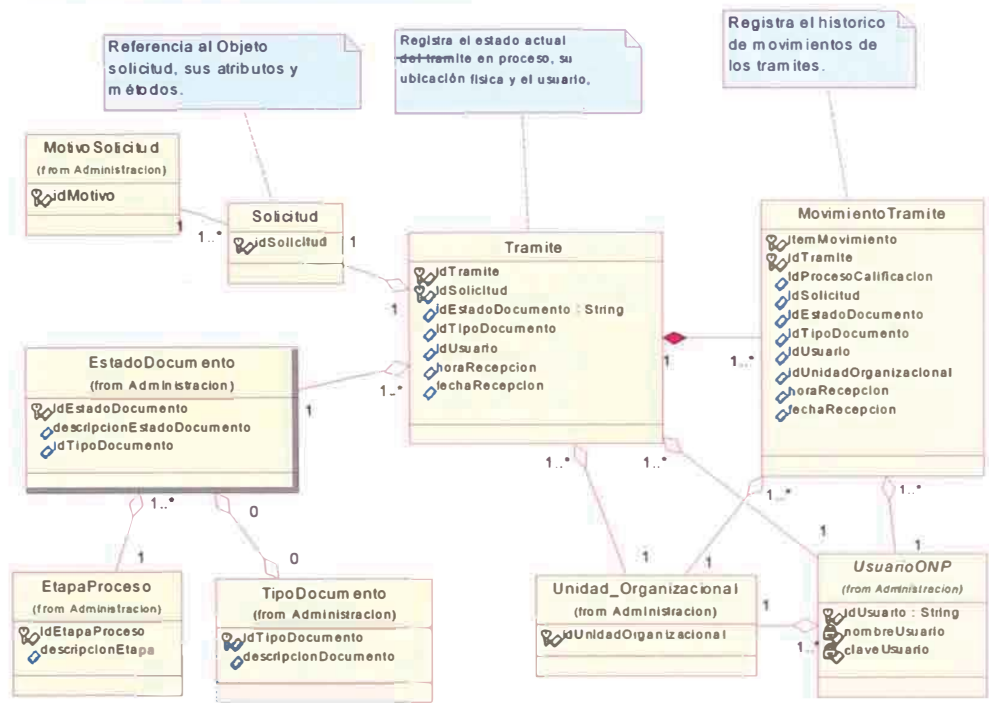 Referencia al Objeto
solicitud, sus atributos y
métodos.
Registra el estado actual
del tramite en proceso, su
ubicación fisica y el usuario,
Registra el historico
de movimientos de
los tramites.
MotivoSolicitud
(from Administracion)
idMotivo
1
1..*
Solicitud
idSolicitud
1
1
Tramite
idTramite
idSolicitud
idEstadoDocumento : String
idTipoDocumento
idUsuario
horaRecepcion
fechaRecepcion
1
1..*
MovimientoTramite
ItemMovimiento
idTramite
idProcesoCalificacion
idSolicitud
idEstadoDocumento
idTipoDocumento
idUsuario
idUnidadOrganizacional
horaRecepcion
fechaRecepcion
EstadoDocumento
(from Administracion)
idEstadoDocumento
descripcionEstadoDocumento
idTipoDocumento
1
1..*
1..*
1
0
0
EtapaProceso
(from Administracion)
idEtapaProceso
descripcionEtapa
TipoDocumento
(from Administracion)
idTipoDocumento
descripcionDocumento
1..*
1..*
1..*
1..*
1
1
1
1
Unidad_Organizacional
(from Administracion)
idUnidadOrganizacional
1
1..*
UsuarioONP
(from Administracion)
idUsuario : String
nombreUsuario
claveUsuario